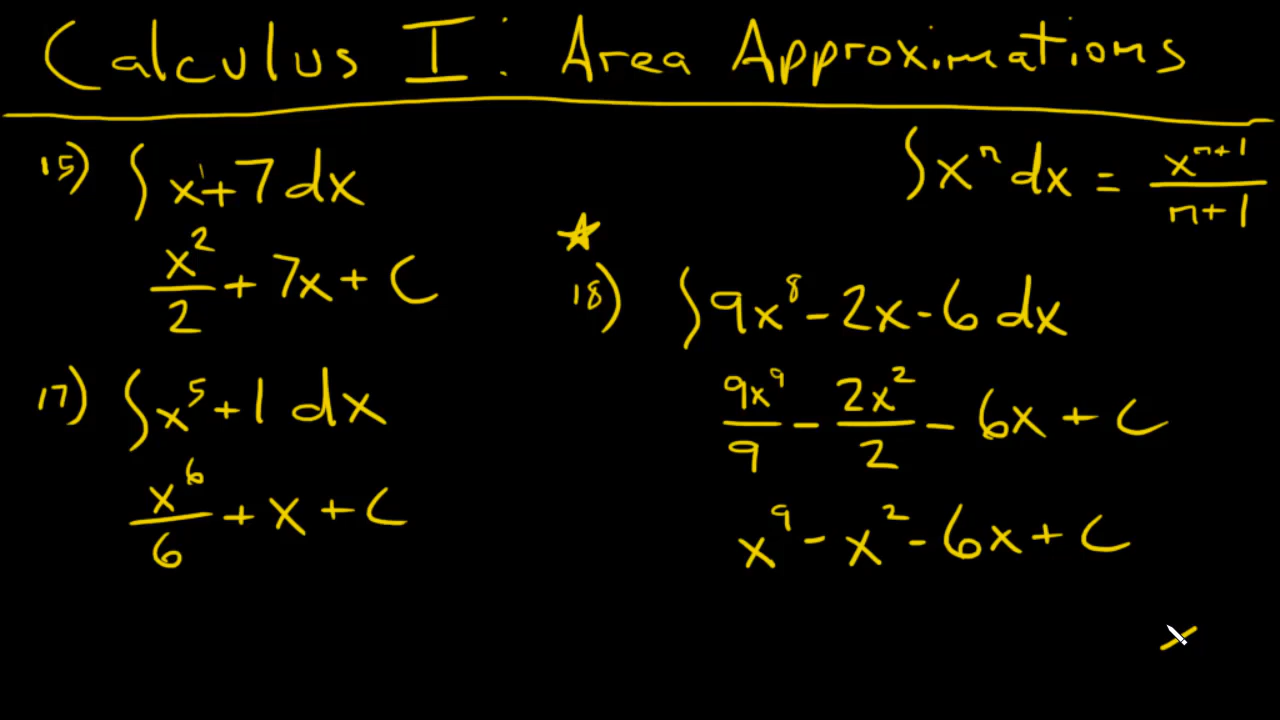 Calculus I: Area Approximations
15) ∫ x¹ + 7 dx
x²/2 + 7x + C
17) ∫ x⁵ + 1 dx
x⁶/6 + x + C
∫ xⁿ dx = xⁿ⁺¹/n+1
18) ∫ 9x⁸ - 2x - 6 dx
9x⁹/9 - 2x²/2 - 6x + C
x⁹ - x² - 6x + C